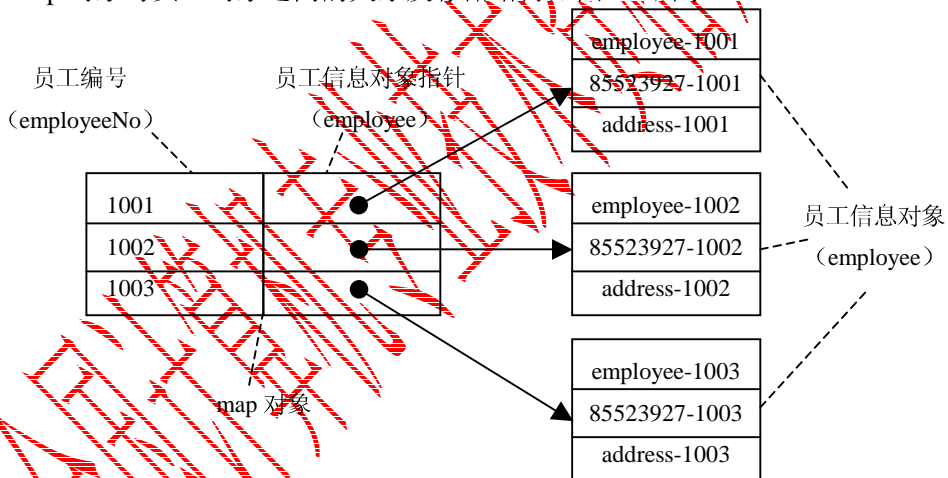 employee-1001
员工编号
员工信息对象指针
85523927-1001
（employeeNo）
（employee）
address-1001
1001
employee-1002
员工信息对象
1002
85523927-1002
（employee）
1003
address-1002
employee-1003
map 对象
85523927-1003
address-1003